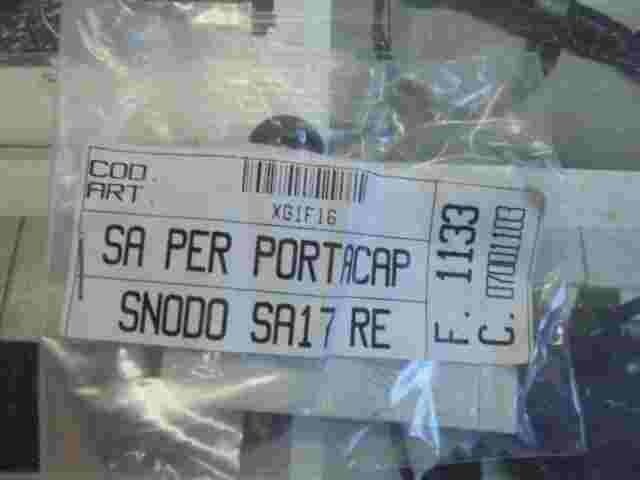 COD.
ART.
XG1F16
SA PER PORTACAP
SNODO SA17 RE
F. 1133
C.